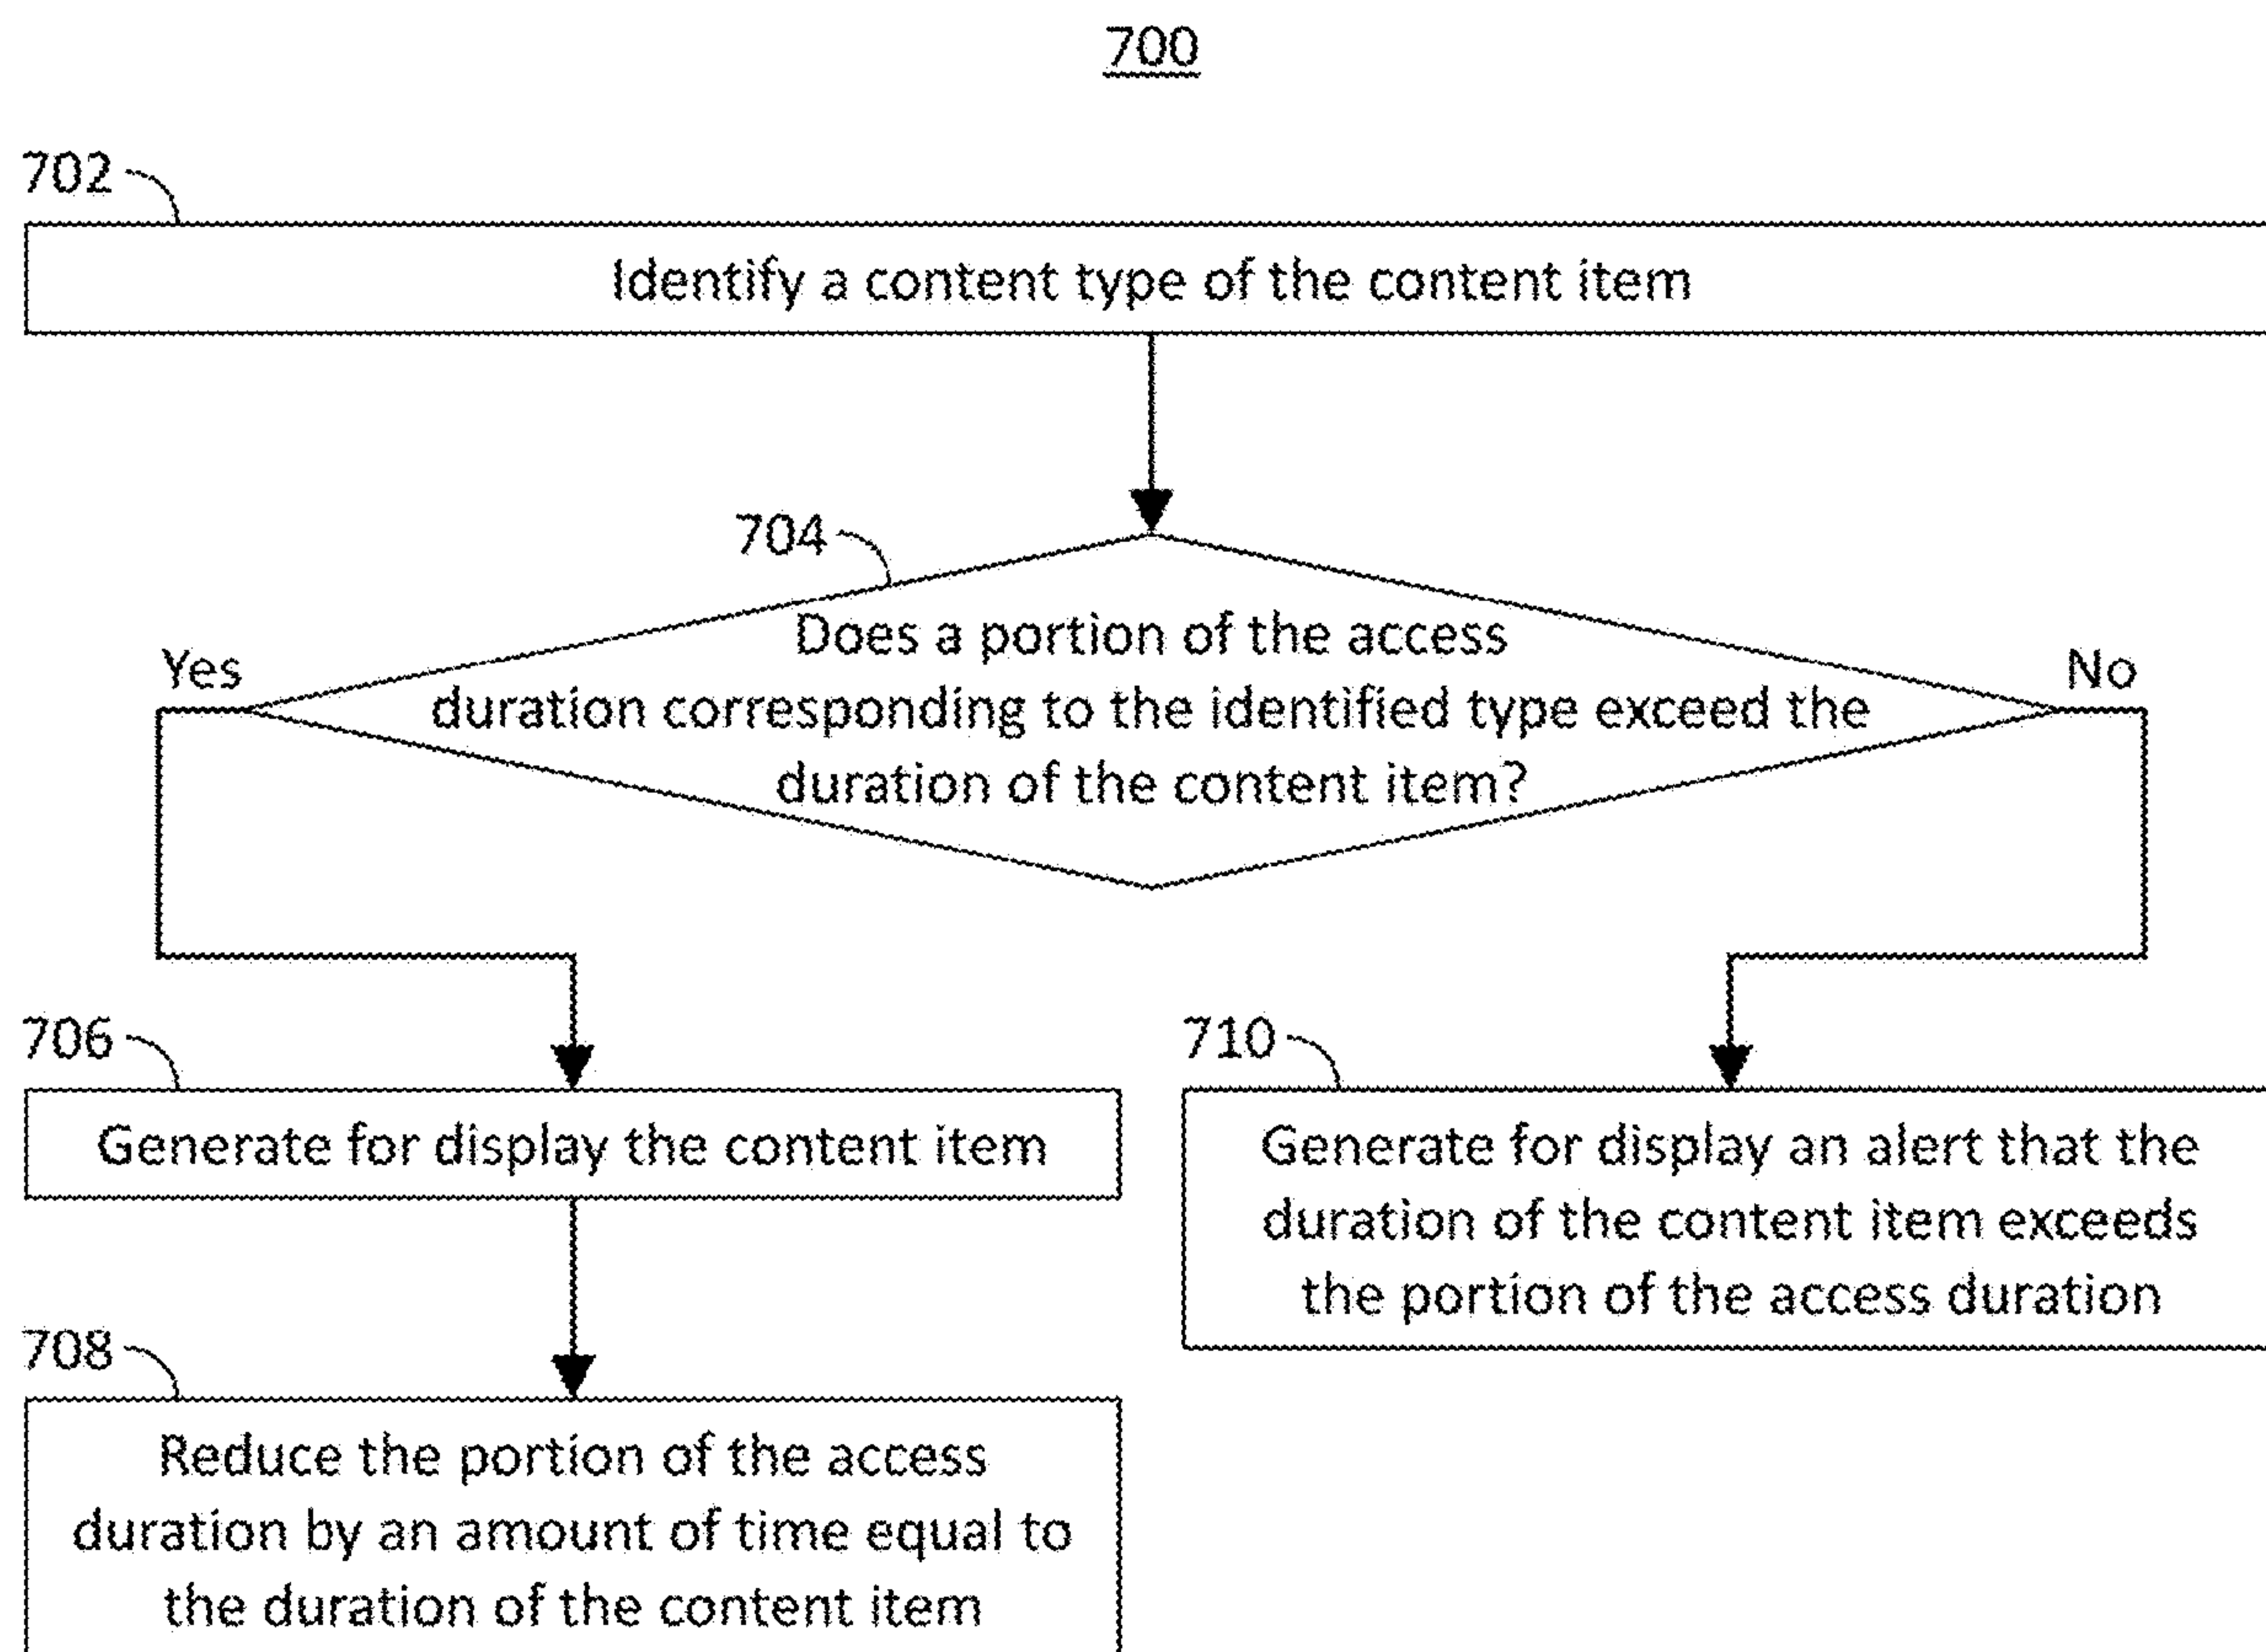 700
702
Identify a content type of the content item
704
Does a portion of the access
duration corresponding to the identified type exceed the
duration of the content item?
Yes
No
706
Generate for display the content item
710
Generate for display an alert that the
duration of the content item exceeds
the portion of the access duration
708
Reduce the portion of the access
duration by an amount of time equal to
the duration of the content item